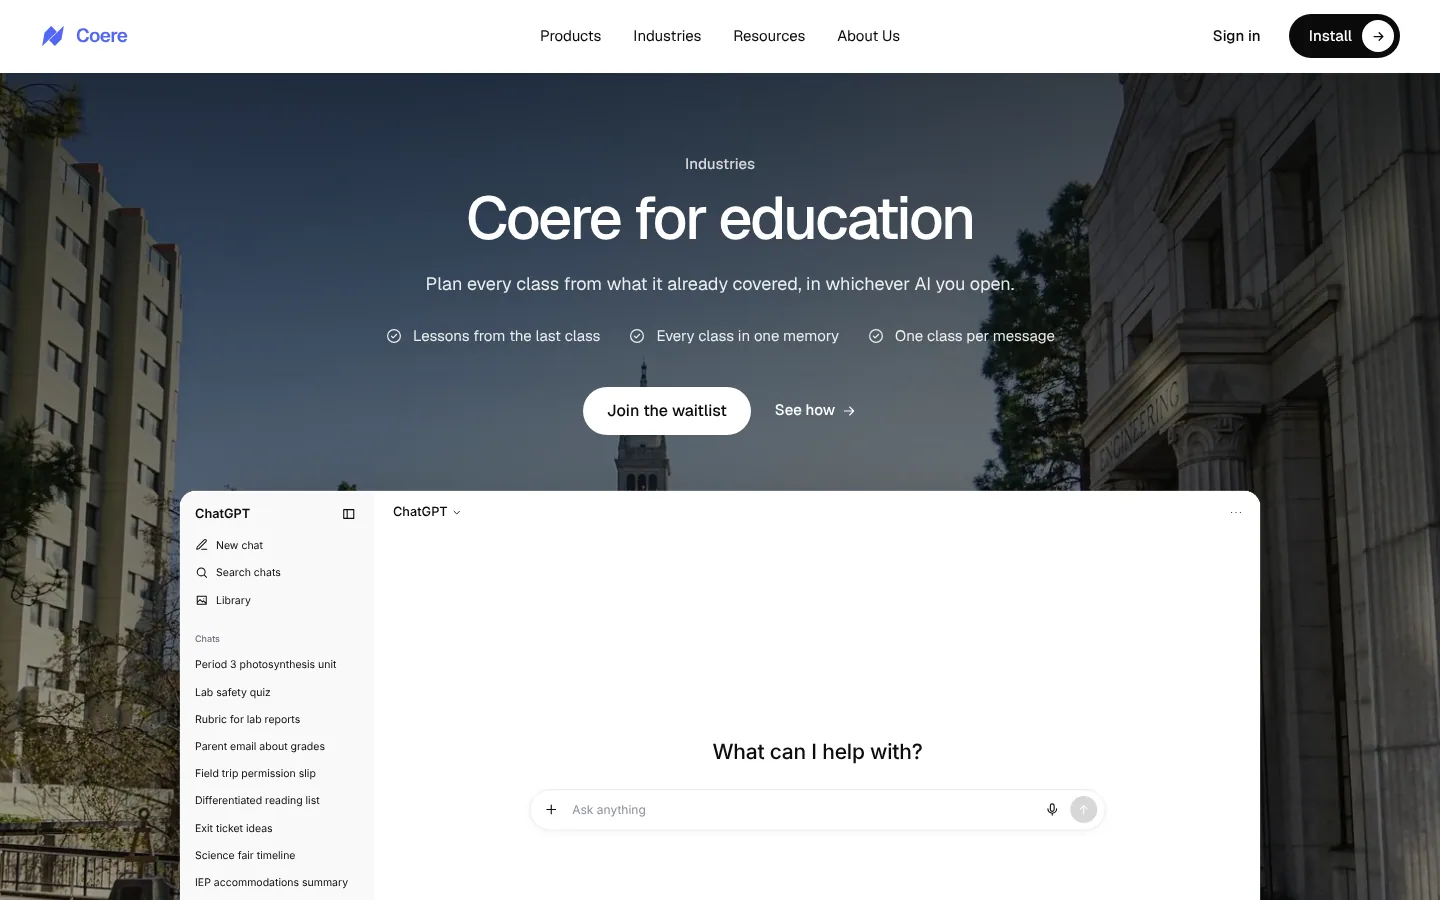 Coere
Products
Industries
Resources
About Us
Sign in
Install
Industries
Coere for education
Plan every class from what it already covered, in whichever AI you open.
Lessons from the last class
Every class in one memory
One class per message
Join the waitlist
See how
ENGINEERING
ChatGPT
New chat
Search chats
Library
Chats
Period 3 photosynthesis unit
Lab safety quiz
Rubric for lab reports
Parent email about grades
Field trip permission slip
Differentiated reading list
Exit ticket ideas
Science fair timeline
IEP accommodations summary
ChatGPT
What can I help with?
Ask anything